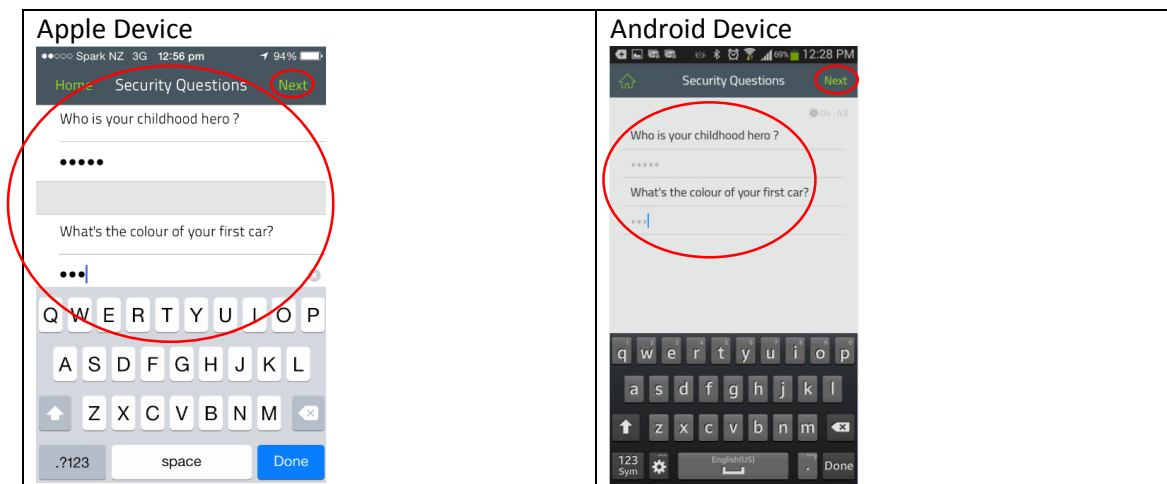 Apple Device
Spark NZ 3G 12:56 pm 94%
Home Security Questions Next
Who is your childhood hero ?
•••••
What's the colour of your first car?
•••
Q W E R T Y U I O P
A S D F G H J K L
Z X C V B N M
.?123 space Done
Android Device
69% 12:28 PM
Security Questions Next
04:43
Who is your childhood hero ?
•••••
What's the colour of your first car?
•••
q w e r t y u i o p
a s d f g h j k l
z x c v b n m
123 Sym English(US) . Done